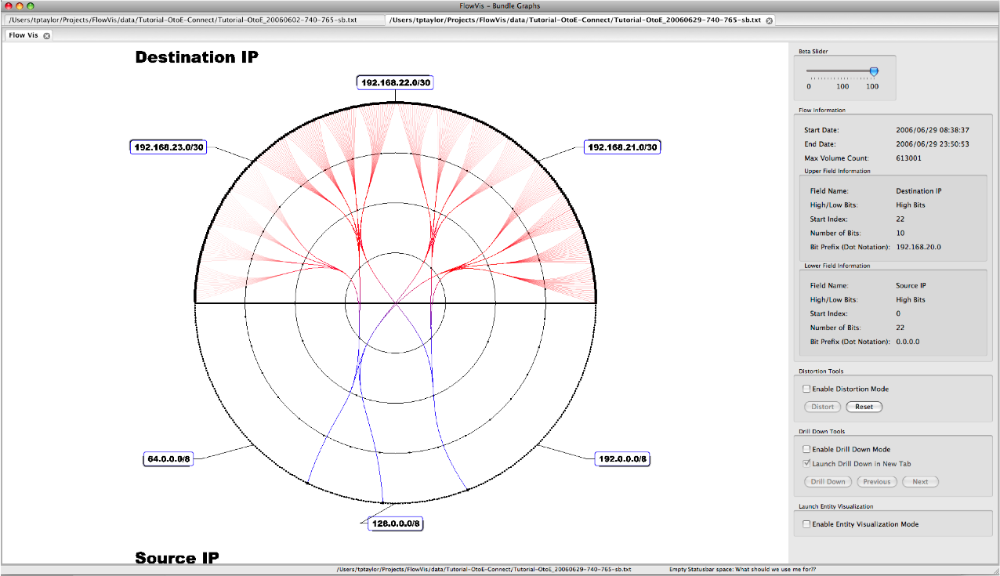 FlowVis - Bundle Graphs
/Users/tptaylor/Projects/FlowVis/data/Tutorial-OtoE-Connect/Tutorial-OtoE_20060602-740-765-sb.txt
/Users/tptaylor/Projects/FlowVis/data/Tutorial-OtoE-Connect/Tutorial-OtoE_20060629-740-765-sb.txt
Flow Vis
Destination IP
192.168.22.0/30
192.168.23.0/30
192.168.21.0/30
64.0.0.0/8
192.0.0.0/8
128.0.0.0/8
Source IP
Beta Slider
0 100 100
Flow Information
Start Date: 2006/06/29 08:38:37
End Date: 2006/06/29 23:50:53
Max Volume Count: 613001
Upper Field Information
Field Name: Destination IP
High/Low Bits: High Bits
Start Index: 22
Number of Bits: 10
Bit Prefix (Dot Notation): 192.168.20.0
Lower Field Information
Field Name: Source IP
High/Low Bits: High Bits
Start Index: 0
Number of Bits: 22
Bit Prefix (Dot Notation): 0.0.0.0
Distortion Tools
Enable Distortion Mode
Distort Reset
Drill Down Tools
Enable Drill Down Mode
Launch Drill Down in New Tab
Drill Down Previous Next
Launch Entity Visualization
Enable Entity Visualization Mode
/Users/tptaylor/Projects/FlowVis/data/Tutorial-OtoE-Connect/Tutorial-OtoE_20060629-740-765-sb.txt Empty Statusbar space: What should we use me for??